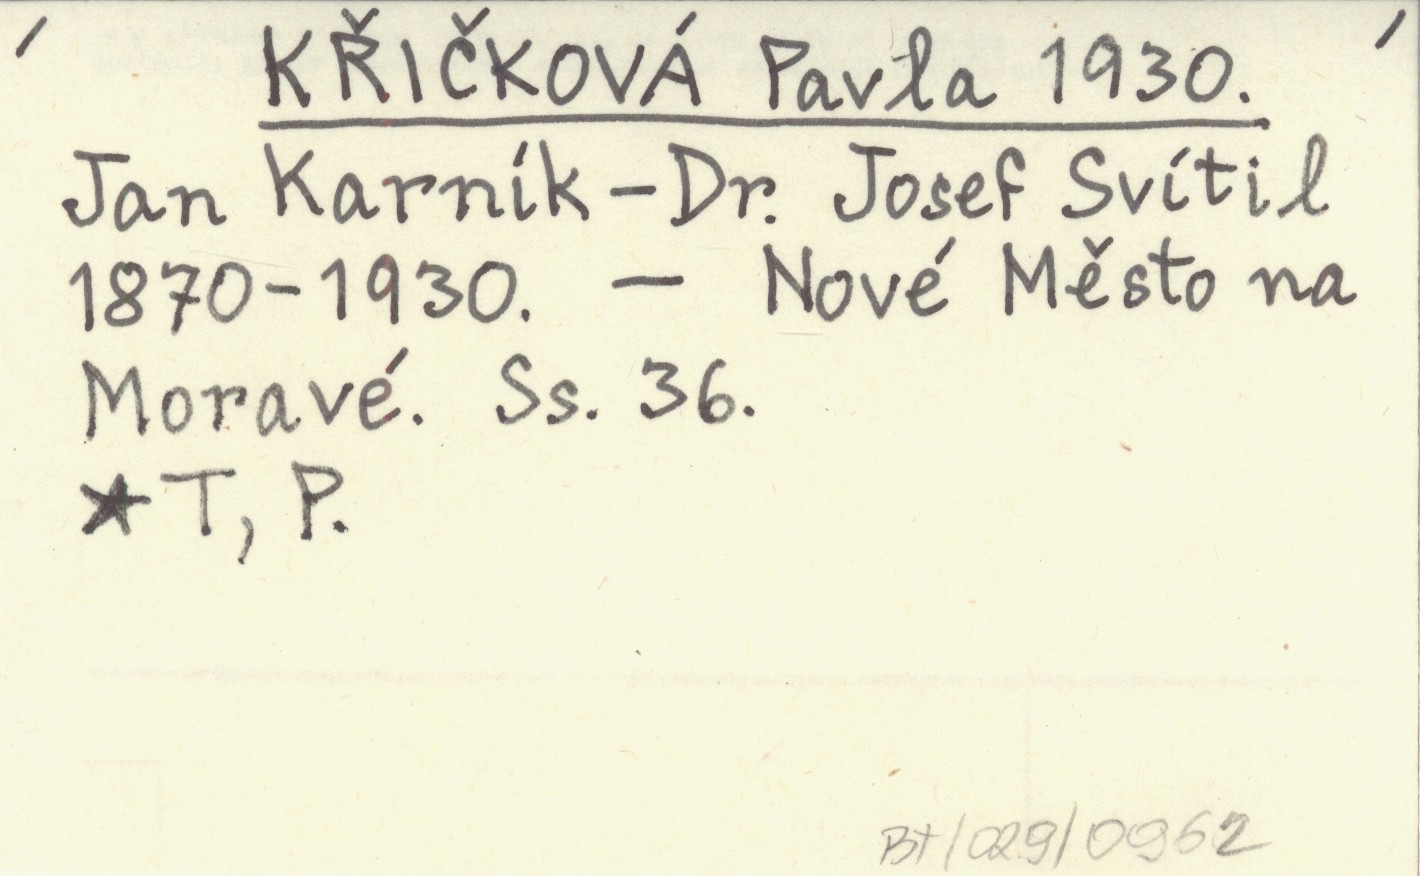 KŘIČKOVÁ Pavla 1930.
Jan Karník – Dr. Josef Svítil
1870-1930. — Nové Město na
Moravé. Ss. 36.
★ T, P.
BT/029/0962